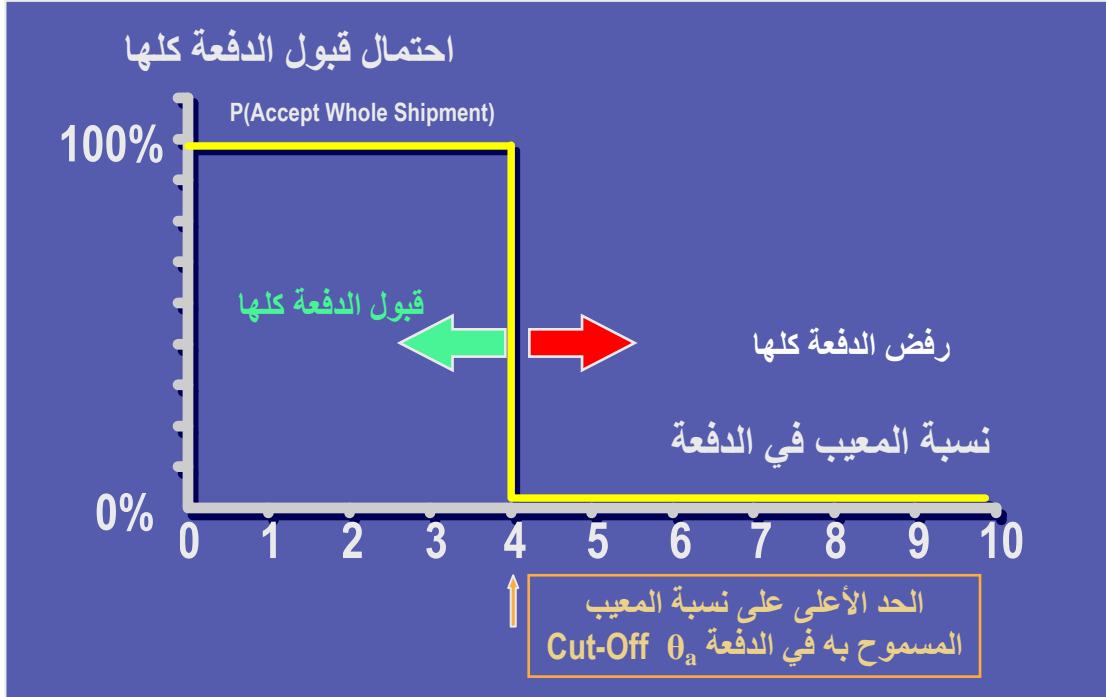 احتمال قبول الدفعة كلها
P(Accept Whole Shipment)
100%
قبول الدفعة كلها
رفض الدفعة كلها
نسبة المعيب في الدفعة
0%
0 1 2 3 4 5 6 7 8 9 10
الحد الأعلى على نسبة المعيب
المسموح به في الدفعة Cut-Off θa